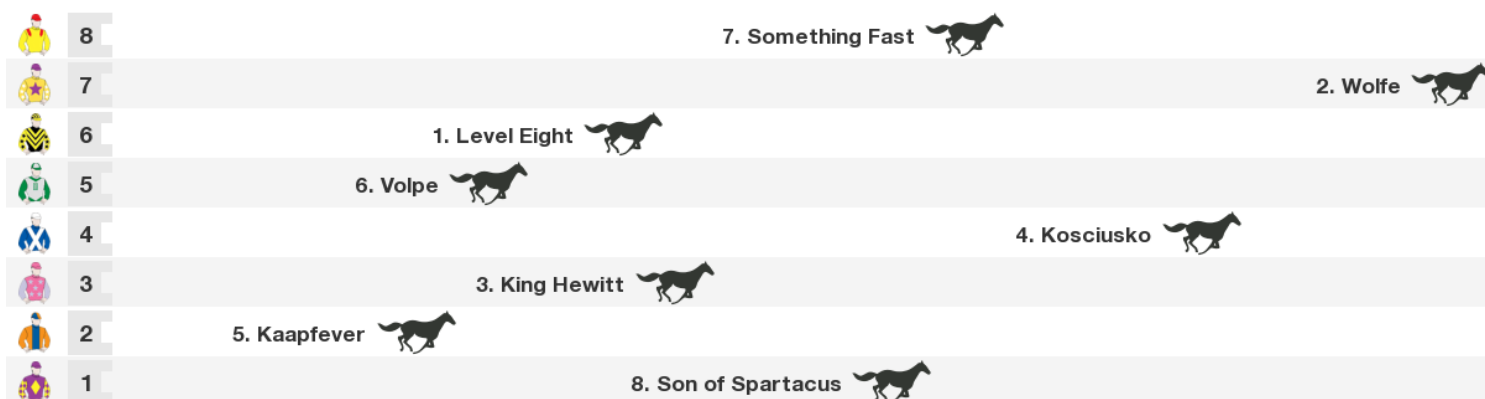 8 7. Something Fast
7 2. Wolfe
6 1. Level Eight
5 6. Volpe
4 4. Kosciusko
3 3. King Hewitt
2 5. Kaapfever
1 8. Son of Spartacus